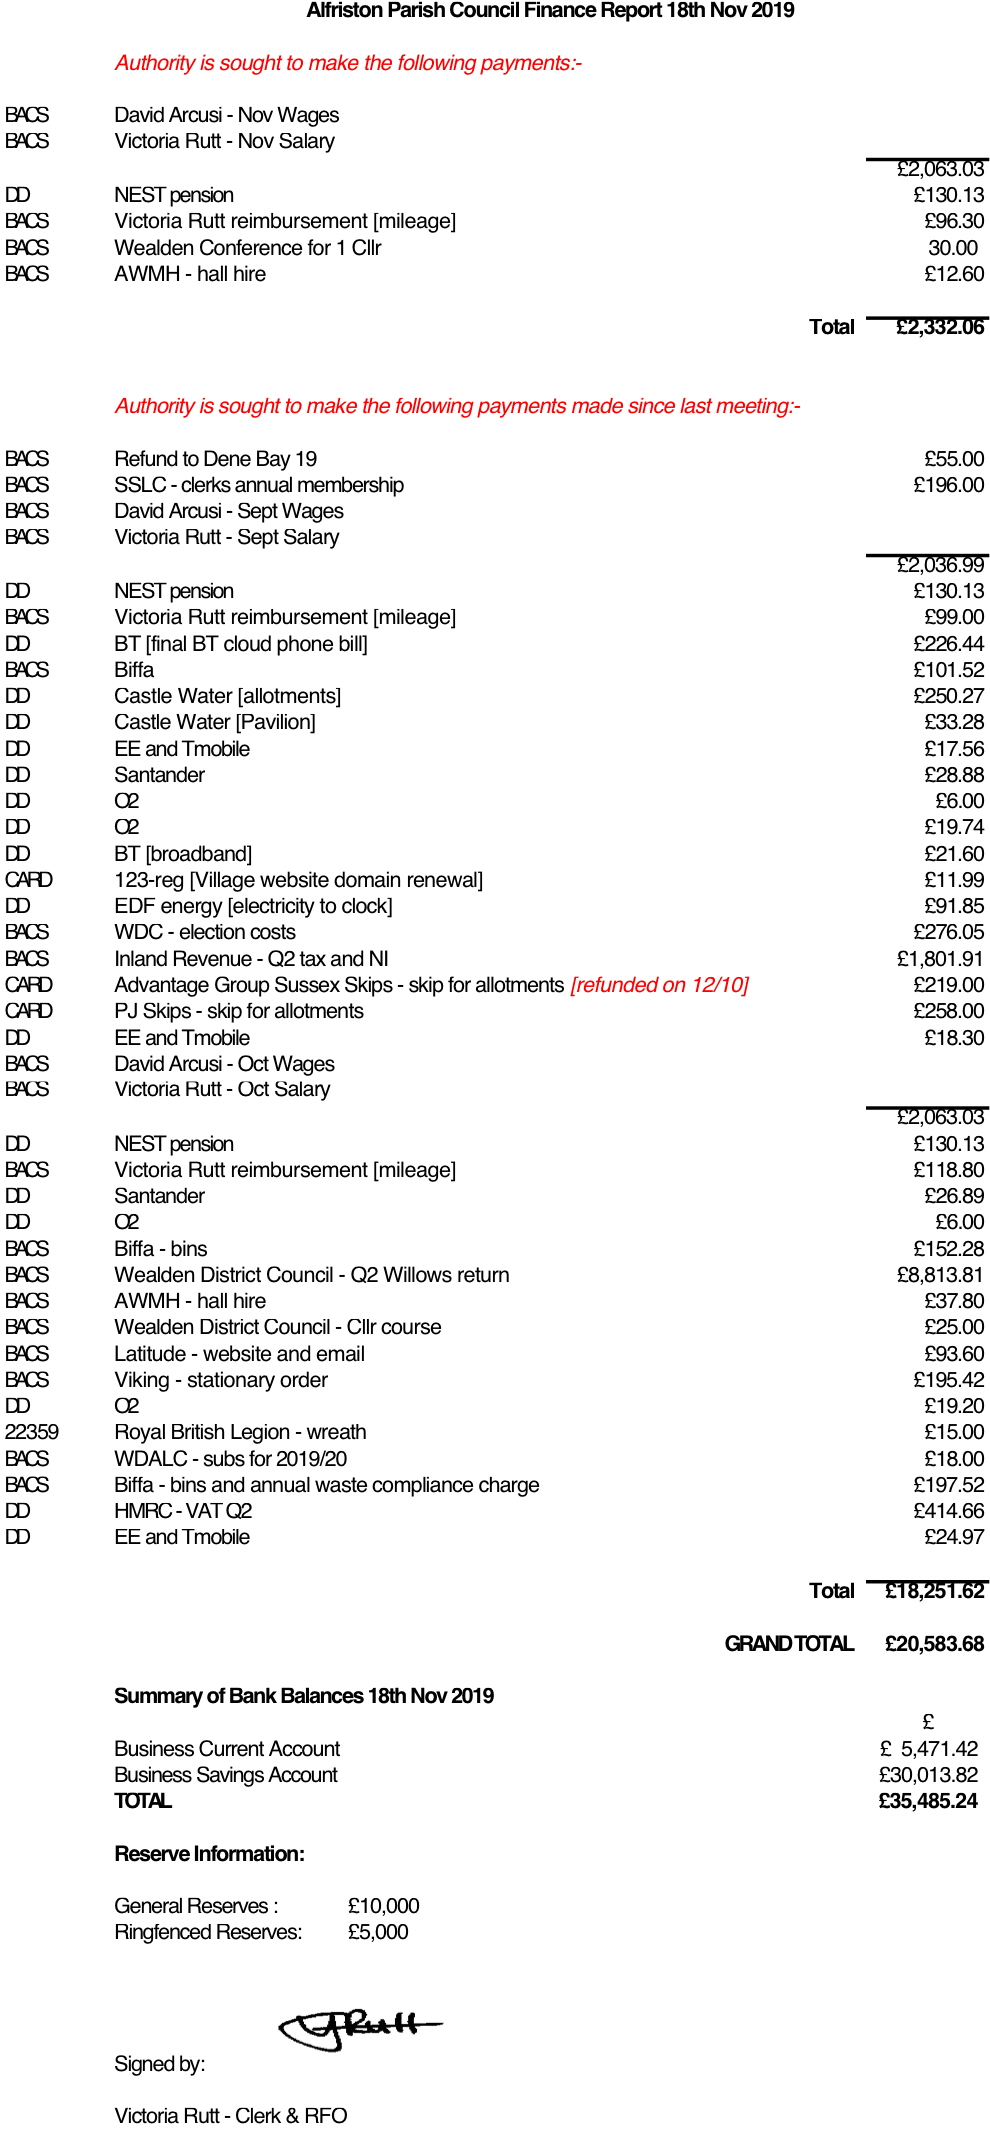 Alfriston Parish Council Finance Report 18th Nov 2019
Authority is sought to make the following payments:-
BACS David Arcusi - Nov Wages
BACS Victoria Rutt - Nov Salary
£2,063.03
DD NEST pension £130.13
BACS Victoria Rutt reimbursement [mileage] £96.30
BACS Wealden Conference for 1 Cllr 30.00
BACS AWMH - hall hire £12.60
Total £2,332.06
Authority is sought to make the following payments made since last meeting:-
BACS Refund to Dene Bay 19 £55.00
BACS SSLC - clerks annual membership £196.00
BACS David Arcusi - Sept Wages
BACS Victoria Rutt - Sept Salary
£2,036.99
DD NEST pension £130.13
BACS Victoria Rutt reimbursement [mileage] £99.00
DD BT [final BT cloud phone bill] £226.44
BACS Biffa £101.52
DD Castle Water [allotments] £250.27
DD Castle Water [Pavilion] £33.28
DD EE and Tmobile £17.56
DD Santander £28.88
DD O2 £6.00
DD O2 £19.74
DD BT [broadband] £21.60
CARD 123-reg [Village website domain renewal] £11.99
DD EDF energy [electricity to clock] £91.85
BACS WDC - election costs £276.05
BACS Inland Revenue - Q2 tax and NI £1,801.91
CARD Advantage Group Sussex Skips - skip for allotments [refunded on 12/10] £219.00
CARD PJ Skips - skip for allotments £258.00
DD EE and Tmobile £18.30
BACS David Arcusi - Oct Wages
BACS Victoria Rutt - Oct Salary
£2,063.03
DD NEST pension £130.13
BACS Victoria Rutt reimbursement [mileage] £118.80
DD Santander £26.89
DD O2 £6.00
BACS Biffa - bins £152.28
BACS Wealden District Council - Q2 Willows return £8,813.81
BACS AWMH - hall hire £37.80
BACS Wealden District Council - Cllr course £25.00
BACS Latitude - website and email £93.60
BACS Viking - stationary order £195.42
DD O2 £19.20
22359 Royal British Legion - wreath £15.00
BACS WDALC - subs for 2019/20 £18.00
BACS Biffa - bins and annual waste compliance charge £197.52
DD HMRC - VAT Q2 £414.66
DD EE and Tmobile £24.97
Total £18,251.62
GRAND TOTAL £20,583.68
Summary of Bank Balances 18th Nov 2019
£
Business Current Account £ 5,471.42
Business Savings Account £30,013.82
TOTAL £35,485.24
Reserve Information:
General Reserves : £10,000
Ringfenced Reserves: £5,000
VRutt
Signed by:
Victoria Rutt - Clerk & RFO